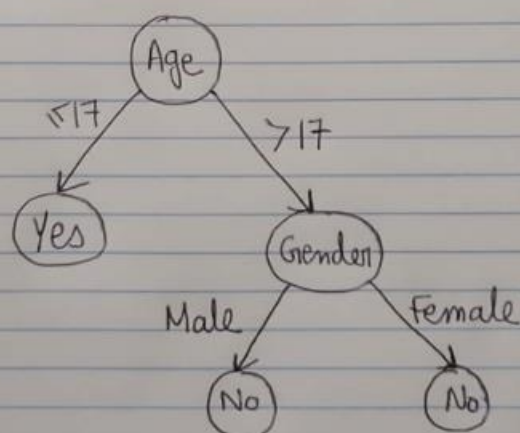 Age
≤17
>17
Yes
Gender
Male
Female
No
No